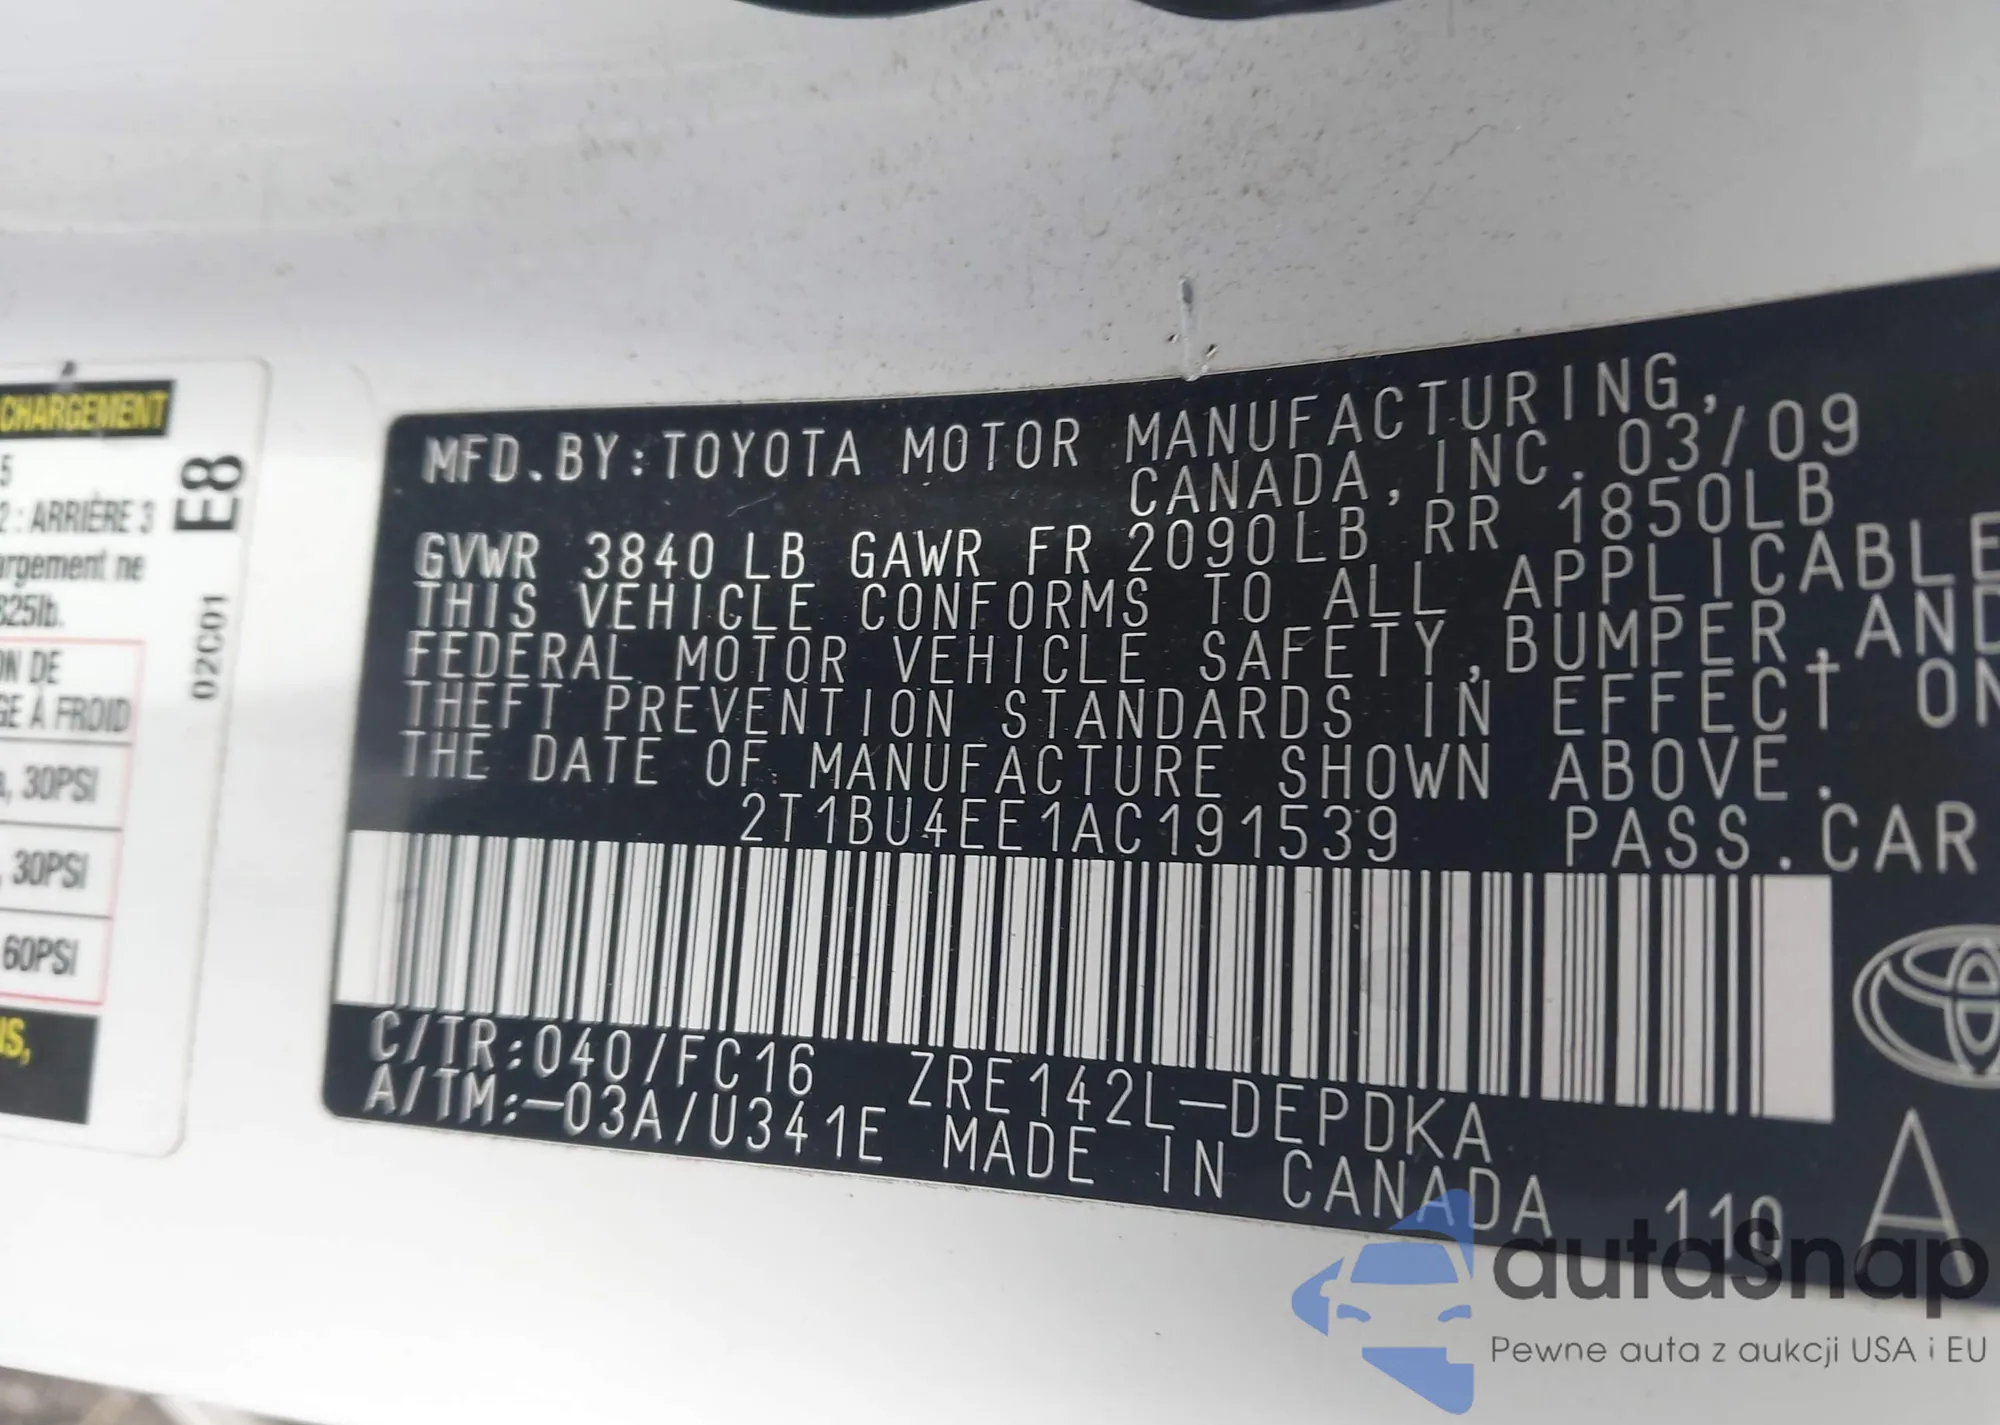 CHARGEMENT
5
2 : ARRIÈRE 3
argement ne
825lb.
ON DE
GE À FROID
a, 30PSI
, 30PSI
60PSI
E8
02C01
MFD.BY:TOYOTA MOTOR MANUFACTURING,
CANADA, INC. 03/09
GVWR 3840 LB GAWR FR 2090LB RR 1850LB
THIS VEHICLE CONFORMS TO ALL APPLICABLE
FEDERAL MOTOR VEHICLE SAFETY,BUMPER,AND
THEFT PREVENTION STANDARDS IN EFFECT ON
THE DATE OF MANUFACTURE SHOWN ABOVE.
2T1BU4EE1AC191539 PASS.CAR
C/TR:040/FC16 ZRE142L-DEPDKA
A/TM:-03A/U341E MADE IN CANADA 110 A
autaSnap
Pewne auta z aukcji USA i EU